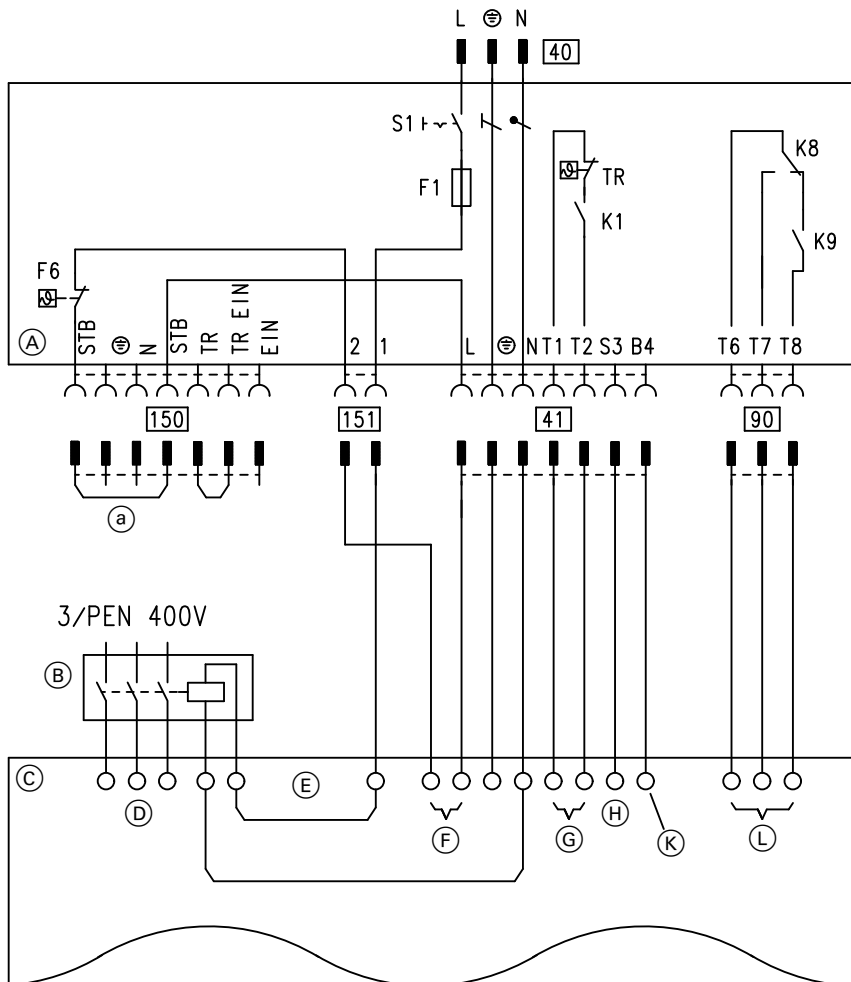 L ⏚ N
40
S1
K8
F1
TR
K1
K9
F6
A
STB ⏚ N STB TR TR EIN EIN
2 1
L ⏚ N T1 T2 S3 B4
T6 T7 T8
150
151
41
90
a
3/PEN 400V
B
C
D
E
F
G
H
K
L